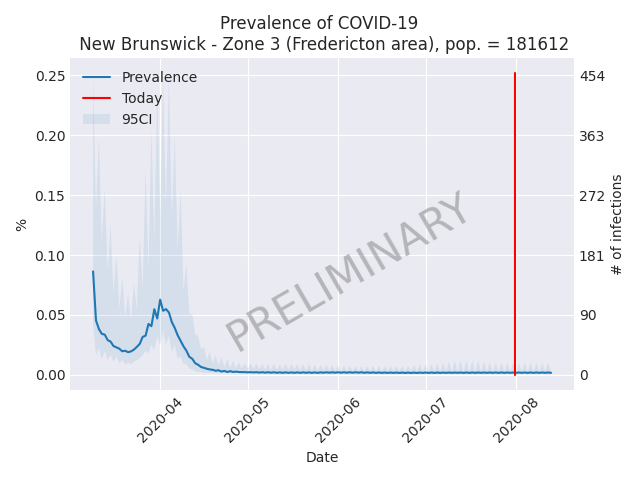 Prevalence of COVID-19
New Brunswick - Zone 3 (Fredericton area), pop. = 181612
Prevalence
Today
95CI
0.25
0.20
0.15
0.10
0.05
0.00
%
454
363
272
181
90
0
# of infections
PRELIMINARY
2020-04
2020-05
2020-06
2020-07
2020-08
Date